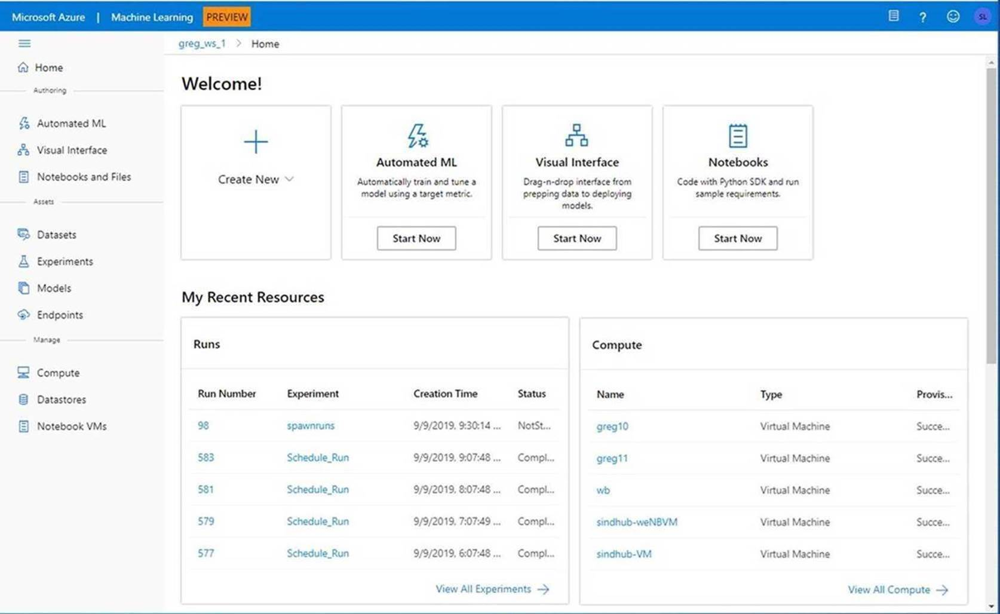 Microsoft Azure | Machine Learning PREVIEW ? SL
greg_ws_1 > Home
Home
Authoring
Automated ML
Visual Interface
Notebooks and Files
Assets
Datasets
Experiments
Models
Endpoints
Manage
Compute
Datastores
Notebook VMs
Welcome!
Create New
Automated ML
Automatically train and tune a
model using a target metric.
Start Now
Visual Interface
Drag-n-drop interface from
prepping data to deploying
models.
Start Now
Notebooks
Code with Python SDK and run
sample requirements.
Start Now
My Recent Resources
Runs
Run Number Experiment Creation Time Status
98 spawnruns 9/9/2019, 9:30:14 ... NotSt...
583 Schedule_Run 9/9/2019, 9:07:48 ... Compl...
581 Schedule_Run 9/9/2019, 8:07:48 ... Compl...
579 Schedule_Run 9/9/2019, 7:07:49 ... Compl...
577 Schedule_Run 9/9/2019, 6:07:48 ... Compl...
View All Experiments
Compute
Name Type Provis...
greg10 Virtual Machine Succe...
greg11 Virtual Machine Succe...
wb Virtual Machine Succe...
sindhub-weNBVM Virtual Machine Succe...
sindhub-VM Virtual Machine Succe...
View All Compute